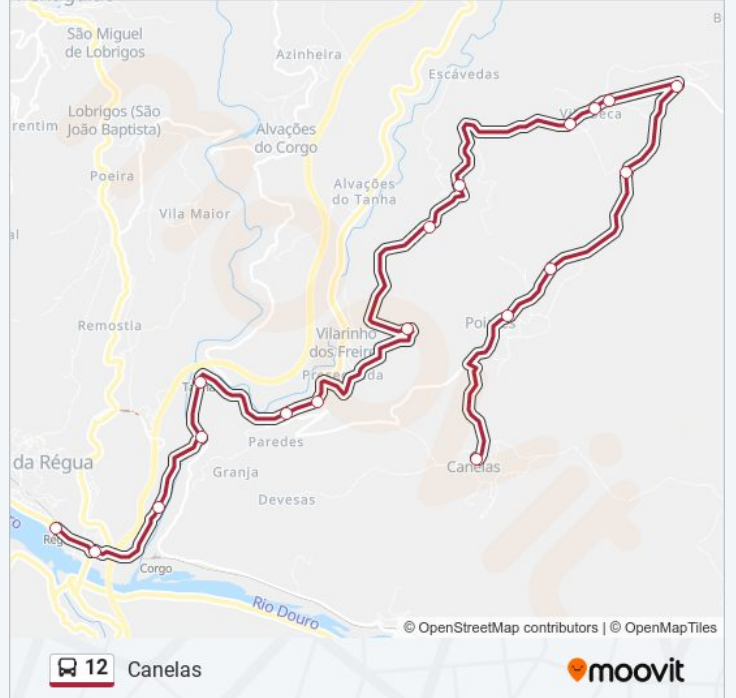 São Miguel
de Lobrigos
B
Azinheira
Escávedas
Lobrigos (São
João Baptista)
rentim
Alvações
do Corgo
Poeira
Alvações
do Tanha
Vila Maior
al
Remostia
Vilarinho
dos Freires
da Régua
Paredes
Granja
Canelas
Devesas
Corgo
Rio Douro
© OpenStreetMap contributors | © OpenMapTiles
12 Canelas
moovit